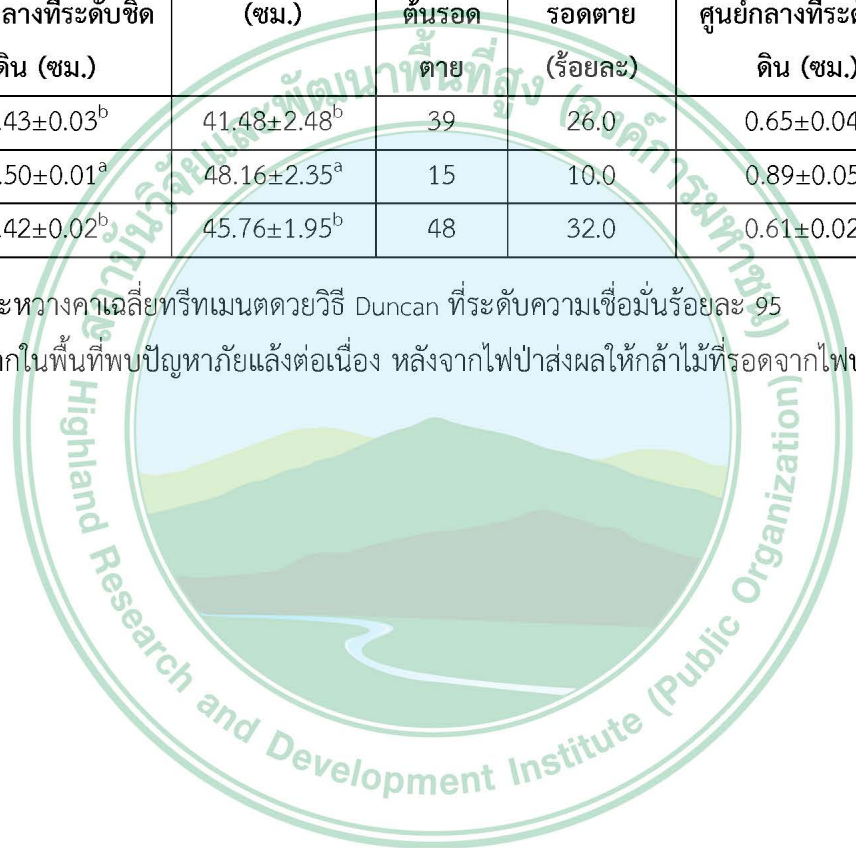 ลางที่ระดับชิด (ซม.) ต้นรอด รอดตาย ศูนย์กลางที่ระดับ
ดิน (ซม.) ตาย (ร้อยละ) ดิน (ซม.)
.43±0.03b 41.48±2.48b 39 26.0 0.65±0.04
.50±0.01a 48.16±2.35a 15 10.0 0.89±0.05
.42±0.02b 45.76±1.95b 48 32.0 0.61±0.02
ะหวางคาเฉลี่ยทรีทเมนตดวยวิธี Duncan ที่ระดับความเชื่อมั่นร้อยละ 95
ากในพื้นที่พบปัญหาภัยแล้งต่อเนื่อง หลังจากไฟป่าส่งผลให้กล้าไม้ที่รอดจากไฟ
สถาบันวิจัยและพัฒนาพื้นที่สูง (องค์การมหาชน)
Highland Research and Development Institute (Public Organization)